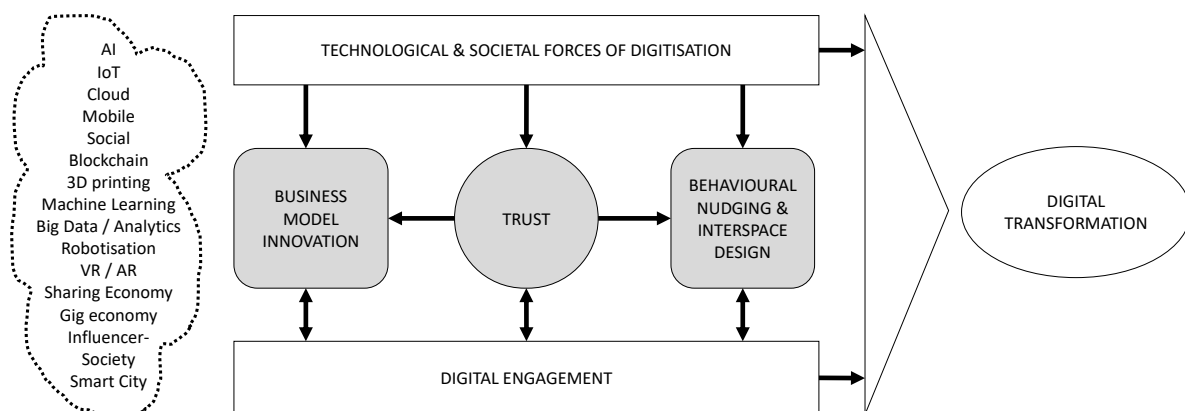 AI
IoT
Cloud
Mobile
Social
Blockchain
3D printing
Machine Learning
Big Data / Analytics
Robotisation
VR / AR
Sharing Economy
Gig economy
Influencer-
Society
Smart City
TECHNOLOGICAL & SOCIETAL FORCES OF DIGITISATION
BUSINESS
MODEL
INNOVATION
TRUST
BEHAVIOURAL
NUDGING &
INTERSPACE
DESIGN
DIGITAL ENGAGEMENT
DIGITAL
TRANSFORMATION